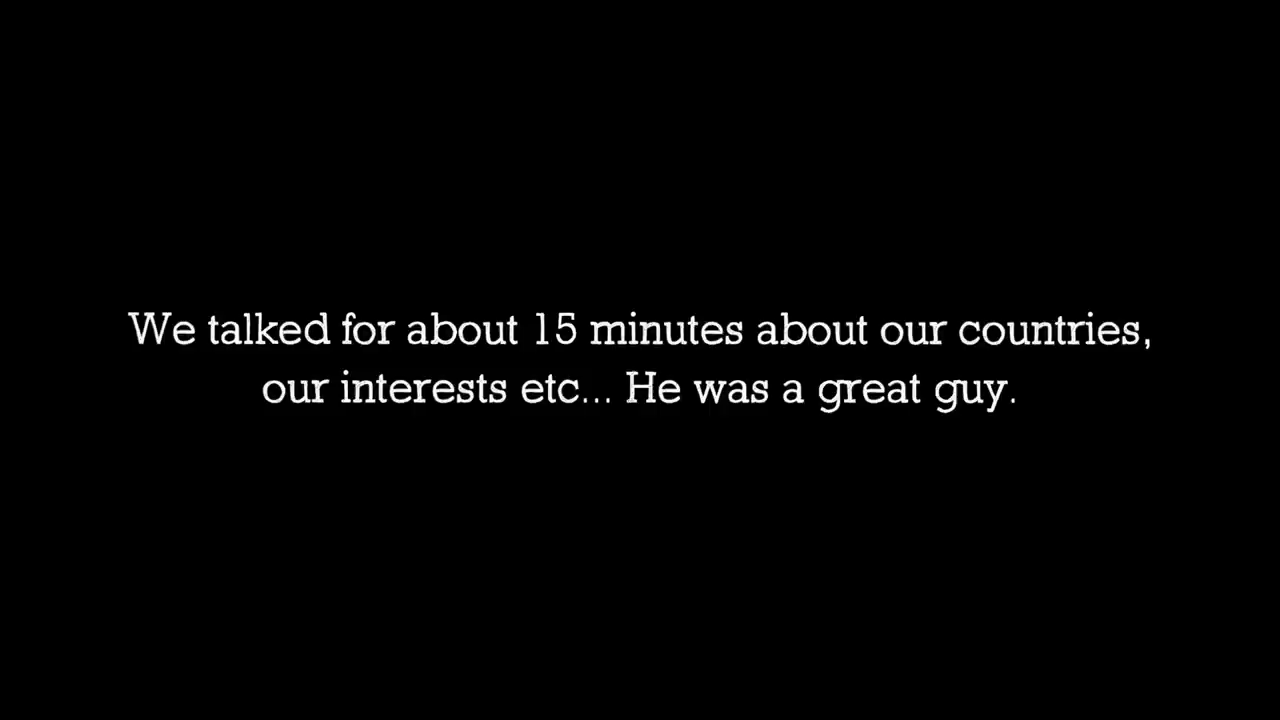 We talked for about 15 minutes about our countries,
our interests etc... He was a great guy.